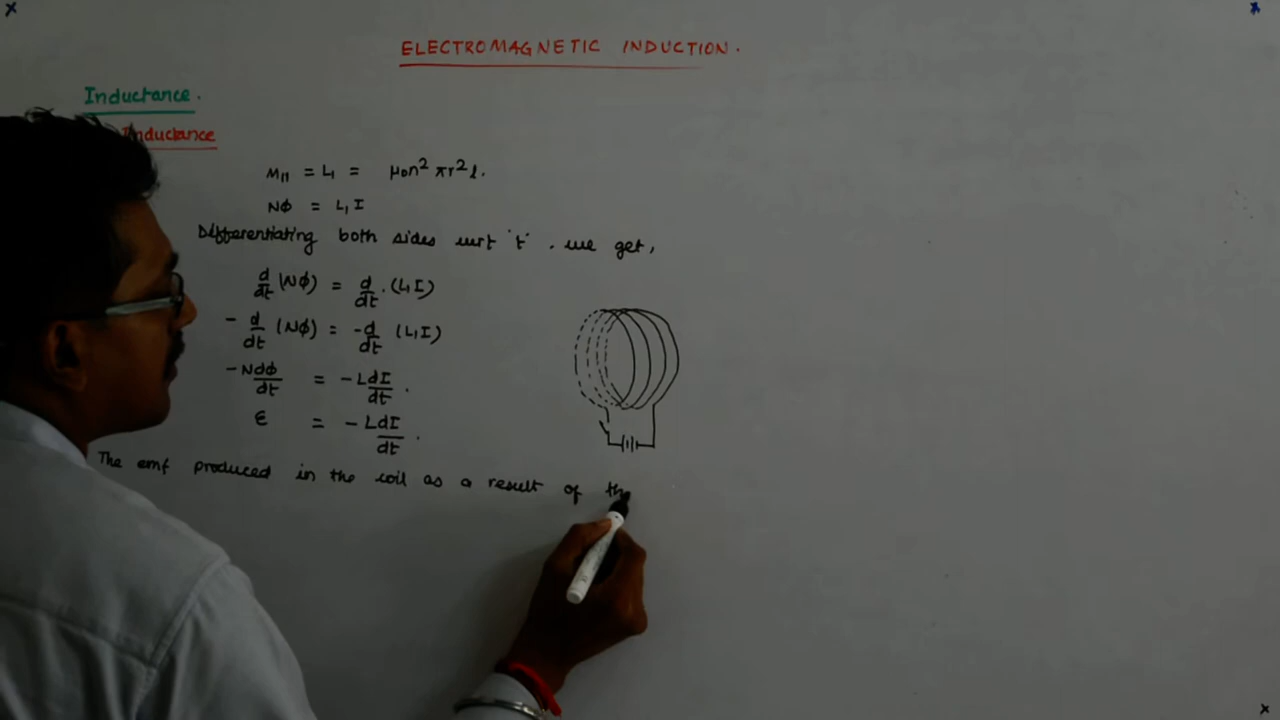 ELECTROMAGNETIC INDUCTION.
Inductance.
Inductance
M₁₁ = L₁ = μ₀n² πr² l.
NΦ = L₁ I
Differentiating both sides wrt 't', we get,
d/dt (NΦ) = d/dt . (L₁I)
- d/dt (NΦ) = -d/dt (L₁I)
-NdΦ/dt = -LdI/dt .
ε = -LdI/dt .
The emf produced in the coil as a result of